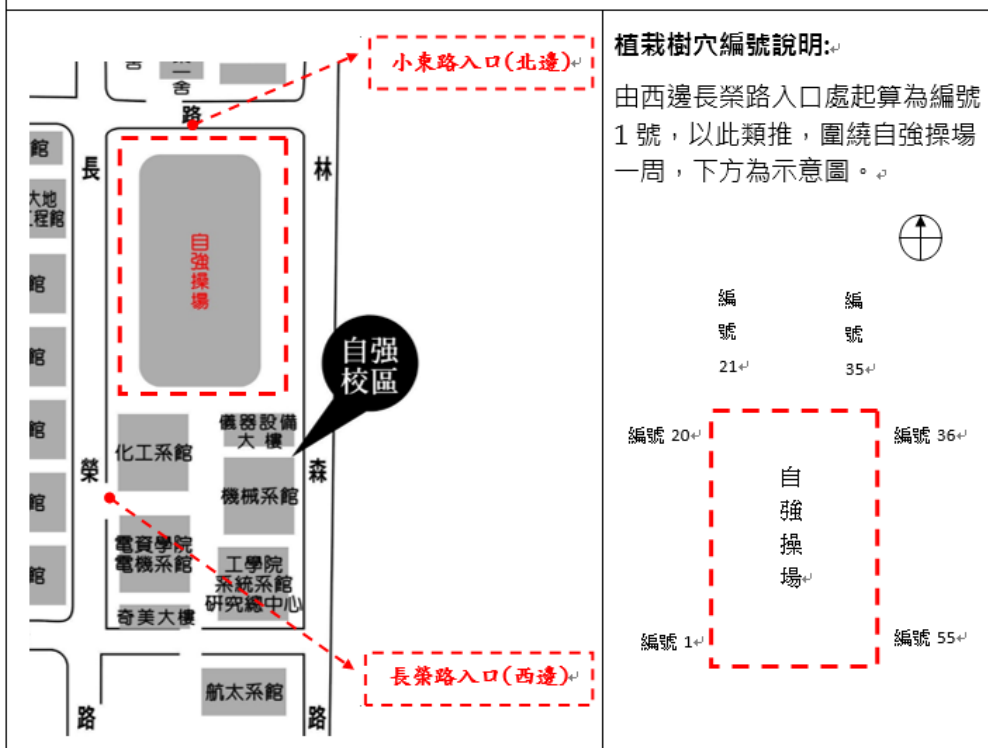 小東路入口(北邊)
舍
一
舍
路
館
長
林
大地
工程館
自強操場
館
館
自强
校區
儀器設備
大樓
館
化工系館
榮
森
機械系館
館
電資學院
電機系館
工學院
系統系館
研究總中心
館
奇美大樓
長榮路入口(西邊)
航太系館
路
路
植栽樹穴編號說明:
由西邊長榮路入口處起算為編號
1 號，以此類推，圍繞自強操場
一周，下方為示意圖。
編號 21
編號 35
編號 20
編號 36
自強操場
編號 1
編號 55